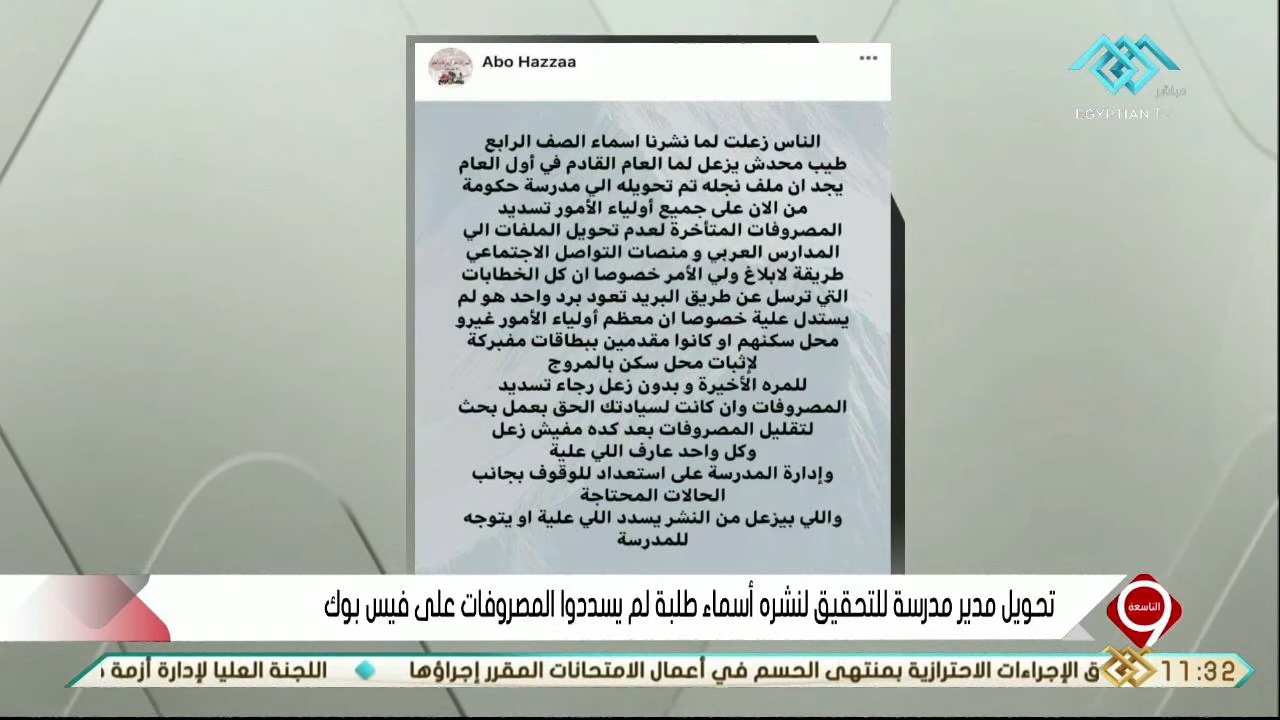 Abo Hazzaa
مباشر
EGYPTIAN T
الناس زعلت لما نشرنا اسماء الصف الرابع
طيب محدش يزعل لما العام القادم في أول العام
يجد ان ملف نجله تم تحويله الي مدرسة حكومة
من الان على جميع أولياء الأمور تسديد
المصروفات المتأخرة لعدم تحويل الملفات الي
المدارس العربي و منصات التواصل الاجتماعي
طريقة لابلاغ ولي الأمر خصوصا ان كل الخطابات
التي ترسل عن طريق البريد تعود برد واحد هو لم
يستدل علية خصوصا ان معظم أولياء الأمور غيرو
محل سكنهم او كانوا مقدمين ببطاقات مفبركة
لإثبات محل سكن بالمروج
للمره الأخيرة و بدون زعل رجاء تسديد
المصروفات وان كانت لسيادتك الحق بعمل بحث
لتقليل المصروفات بعد كده مفيش زعل
وكل واحد عارف اللي علية
وإدارة المدرسة على استعداد للوقوف بجانب
الحالات المحتاجة
واللي بيزعل من النشر يسدد اللي علية او يتوجه
للمدرسة
تحويل مدير مدرسة للتحقيق لنشره أسماء طلبة لم يسددوا المصروفات على فيس بوك
التاسعة
9
11:32
ق الإجراءات الاحترازية بمنتهى الحسم في أعمال الامتحانات المقرر إجراؤها
اللجنة العليا لإدارة أزمة